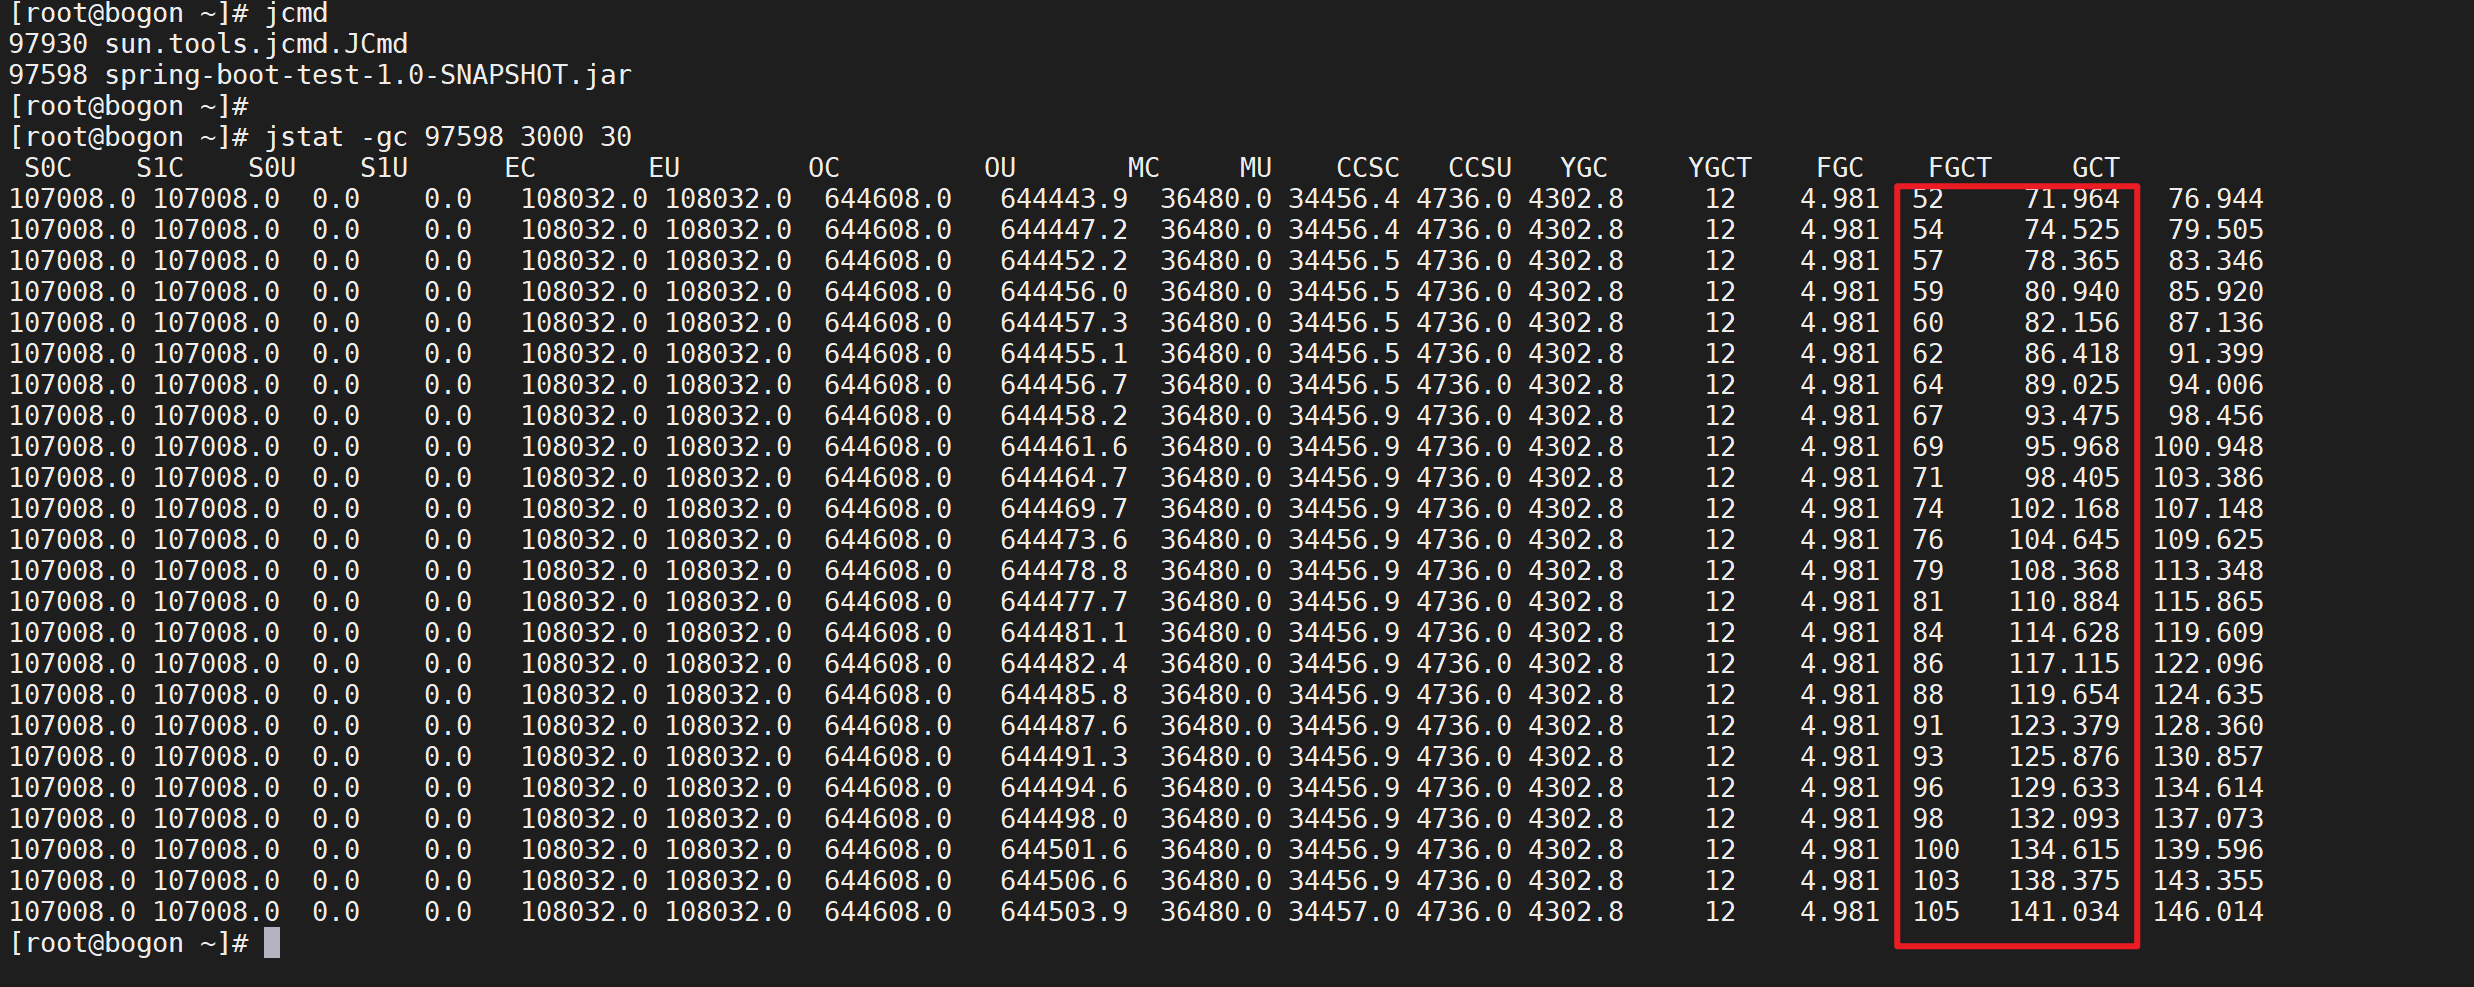 [root@bogon ~]# jcmd
97930 sun.tools.jcmd.JCmd
97598 spring-boot-test-1.0-SNAPSHOT.jar
[root@bogon ~]#
[root@bogon ~]# jstat -gc 97598 3000 30
S0C S1C S0U S1U EC EU OC OU MC MU CCSC CCSU YGC YGCT FGC FGCT GCT
107008.0 107008.0 0.0 0.0 108032.0 108032.0 644608.0 644443.9 36480.0 34456.4 4736.0 4302.8 12 4.981 52 71.964 76.944
107008.0 107008.0 0.0 0.0 108032.0 108032.0 644608.0 644447.2 36480.0 34456.4 4736.0 4302.8 12 4.981 54 74.525 79.505
107008.0 107008.0 0.0 0.0 108032.0 108032.0 644608.0 644452.2 36480.0 34456.5 4736.0 4302.8 12 4.981 57 78.365 83.346
107008.0 107008.0 0.0 0.0 108032.0 108032.0 644608.0 644456.0 36480.0 34456.5 4736.0 4302.8 12 4.981 59 80.940 85.920
107008.0 107008.0 0.0 0.0 108032.0 108032.0 644608.0 644457.3 36480.0 34456.5 4736.0 4302.8 12 4.981 60 82.156 87.136
107008.0 107008.0 0.0 0.0 108032.0 108032.0 644608.0 644455.1 36480.0 34456.5 4736.0 4302.8 12 4.981 62 86.418 91.399
107008.0 107008.0 0.0 0.0 108032.0 108032.0 644608.0 644456.7 36480.0 34456.5 4736.0 4302.8 12 4.981 64 89.025 94.006
107008.0 107008.0 0.0 0.0 108032.0 108032.0 644608.0 644458.2 36480.0 34456.9 4736.0 4302.8 12 4.981 67 93.475 98.456
107008.0 107008.0 0.0 0.0 108032.0 108032.0 644608.0 644461.6 36480.0 34456.9 4736.0 4302.8 12 4.981 69 95.968 100.948
107008.0 107008.0 0.0 0.0 108032.0 108032.0 644608.0 644464.7 36480.0 34456.9 4736.0 4302.8 12 4.981 71 98.405 103.386
107008.0 107008.0 0.0 0.0 108032.0 108032.0 644608.0 644469.7 36480.0 34456.9 4736.0 4302.8 12 4.981 74 102.168 107.148
107008.0 107008.0 0.0 0.0 108032.0 108032.0 644608.0 644473.6 36480.0 34456.9 4736.0 4302.8 12 4.981 76 104.645 109.625
107008.0 107008.0 0.0 0.0 108032.0 108032.0 644608.0 644478.8 36480.0 34456.9 4736.0 4302.8 12 4.981 79 108.368 113.348
107008.0 107008.0 0.0 0.0 108032.0 108032.0 644608.0 644477.7 36480.0 34456.9 4736.0 4302.8 12 4.981 81 110.884 115.865
107008.0 107008.0 0.0 0.0 108032.0 108032.0 644608.0 644481.1 36480.0 34456.9 4736.0 4302.8 12 4.981 84 114.628 119.609
107008.0 107008.0 0.0 0.0 108032.0 108032.0 644608.0 644482.4 36480.0 34456.9 4736.0 4302.8 12 4.981 86 117.115 122.096
107008.0 107008.0 0.0 0.0 108032.0 108032.0 644608.0 644485.8 36480.0 34456.9 4736.0 4302.8 12 4.981 88 119.654 124.635
107008.0 107008.0 0.0 0.0 108032.0 108032.0 644608.0 644487.6 36480.0 34456.9 4736.0 4302.8 12 4.981 91 123.379 128.360
107008.0 107008.0 0.0 0.0 108032.0 108032.0 644608.0 644491.3 36480.0 34456.9 4736.0 4302.8 12 4.981 93 125.876 130.857
107008.0 107008.0 0.0 0.0 108032.0 108032.0 644608.0 644494.6 36480.0 34456.9 4736.0 4302.8 12 4.981 96 129.633 134.614
107008.0 107008.0 0.0 0.0 108032.0 108032.0 644608.0 644498.0 36480.0 34456.9 4736.0 4302.8 12 4.981 98 132.093 137.073
107008.0 107008.0 0.0 0.0 108032.0 108032.0 644608.0 644501.6 36480.0 34456.9 4736.0 4302.8 12 4.981 100 134.615 139.596
107008.0 107008.0 0.0 0.0 108032.0 108032.0 644608.0 644506.6 36480.0 34456.9 4736.0 4302.8 12 4.981 103 138.375 143.355
107008.0 107008.0 0.0 0.0 108032.0 108032.0 644608.0 644503.9 36480.0 34457.0 4736.0 4302.8 12 4.981 105 141.034 146.014
[root@bogon ~]#